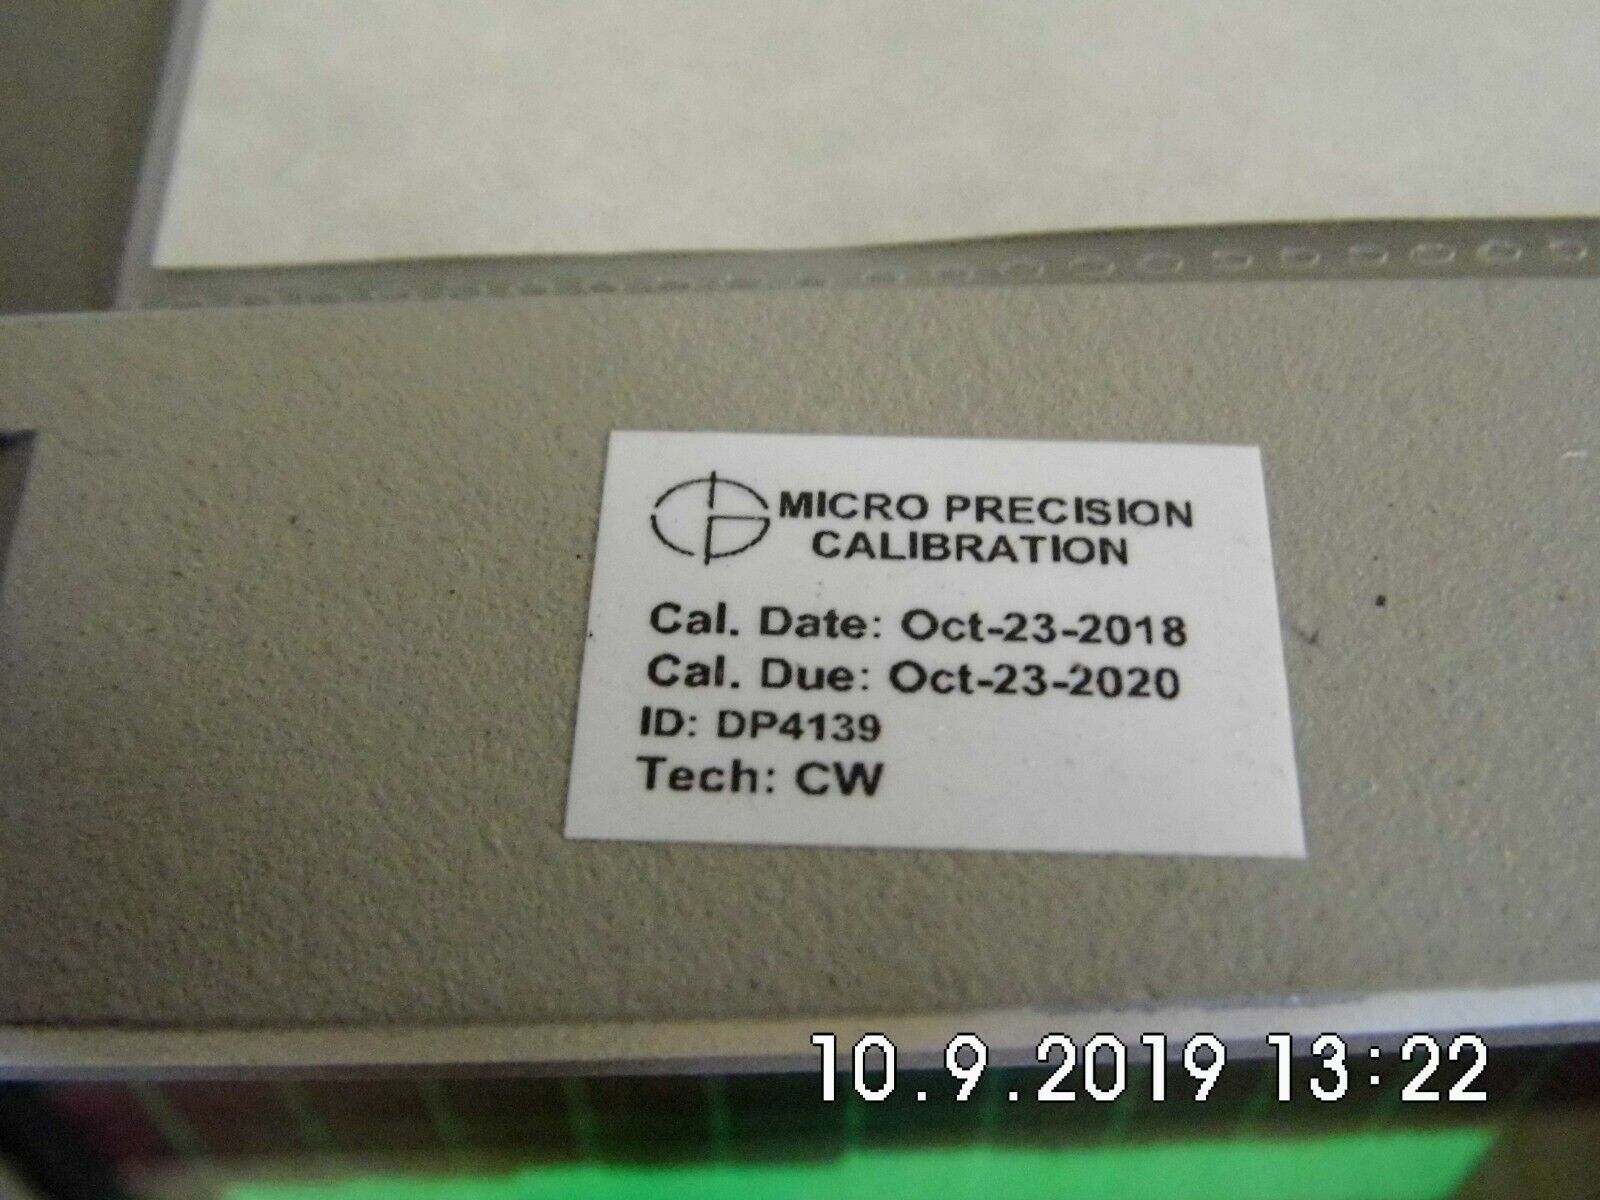 MICRO PRECISION
CALIBRATION
Cal. Date: Oct-23-2018
Cal. Due: Oct-23-2020
ID: DP4139
Tech: CW
10.9.2019 13:22